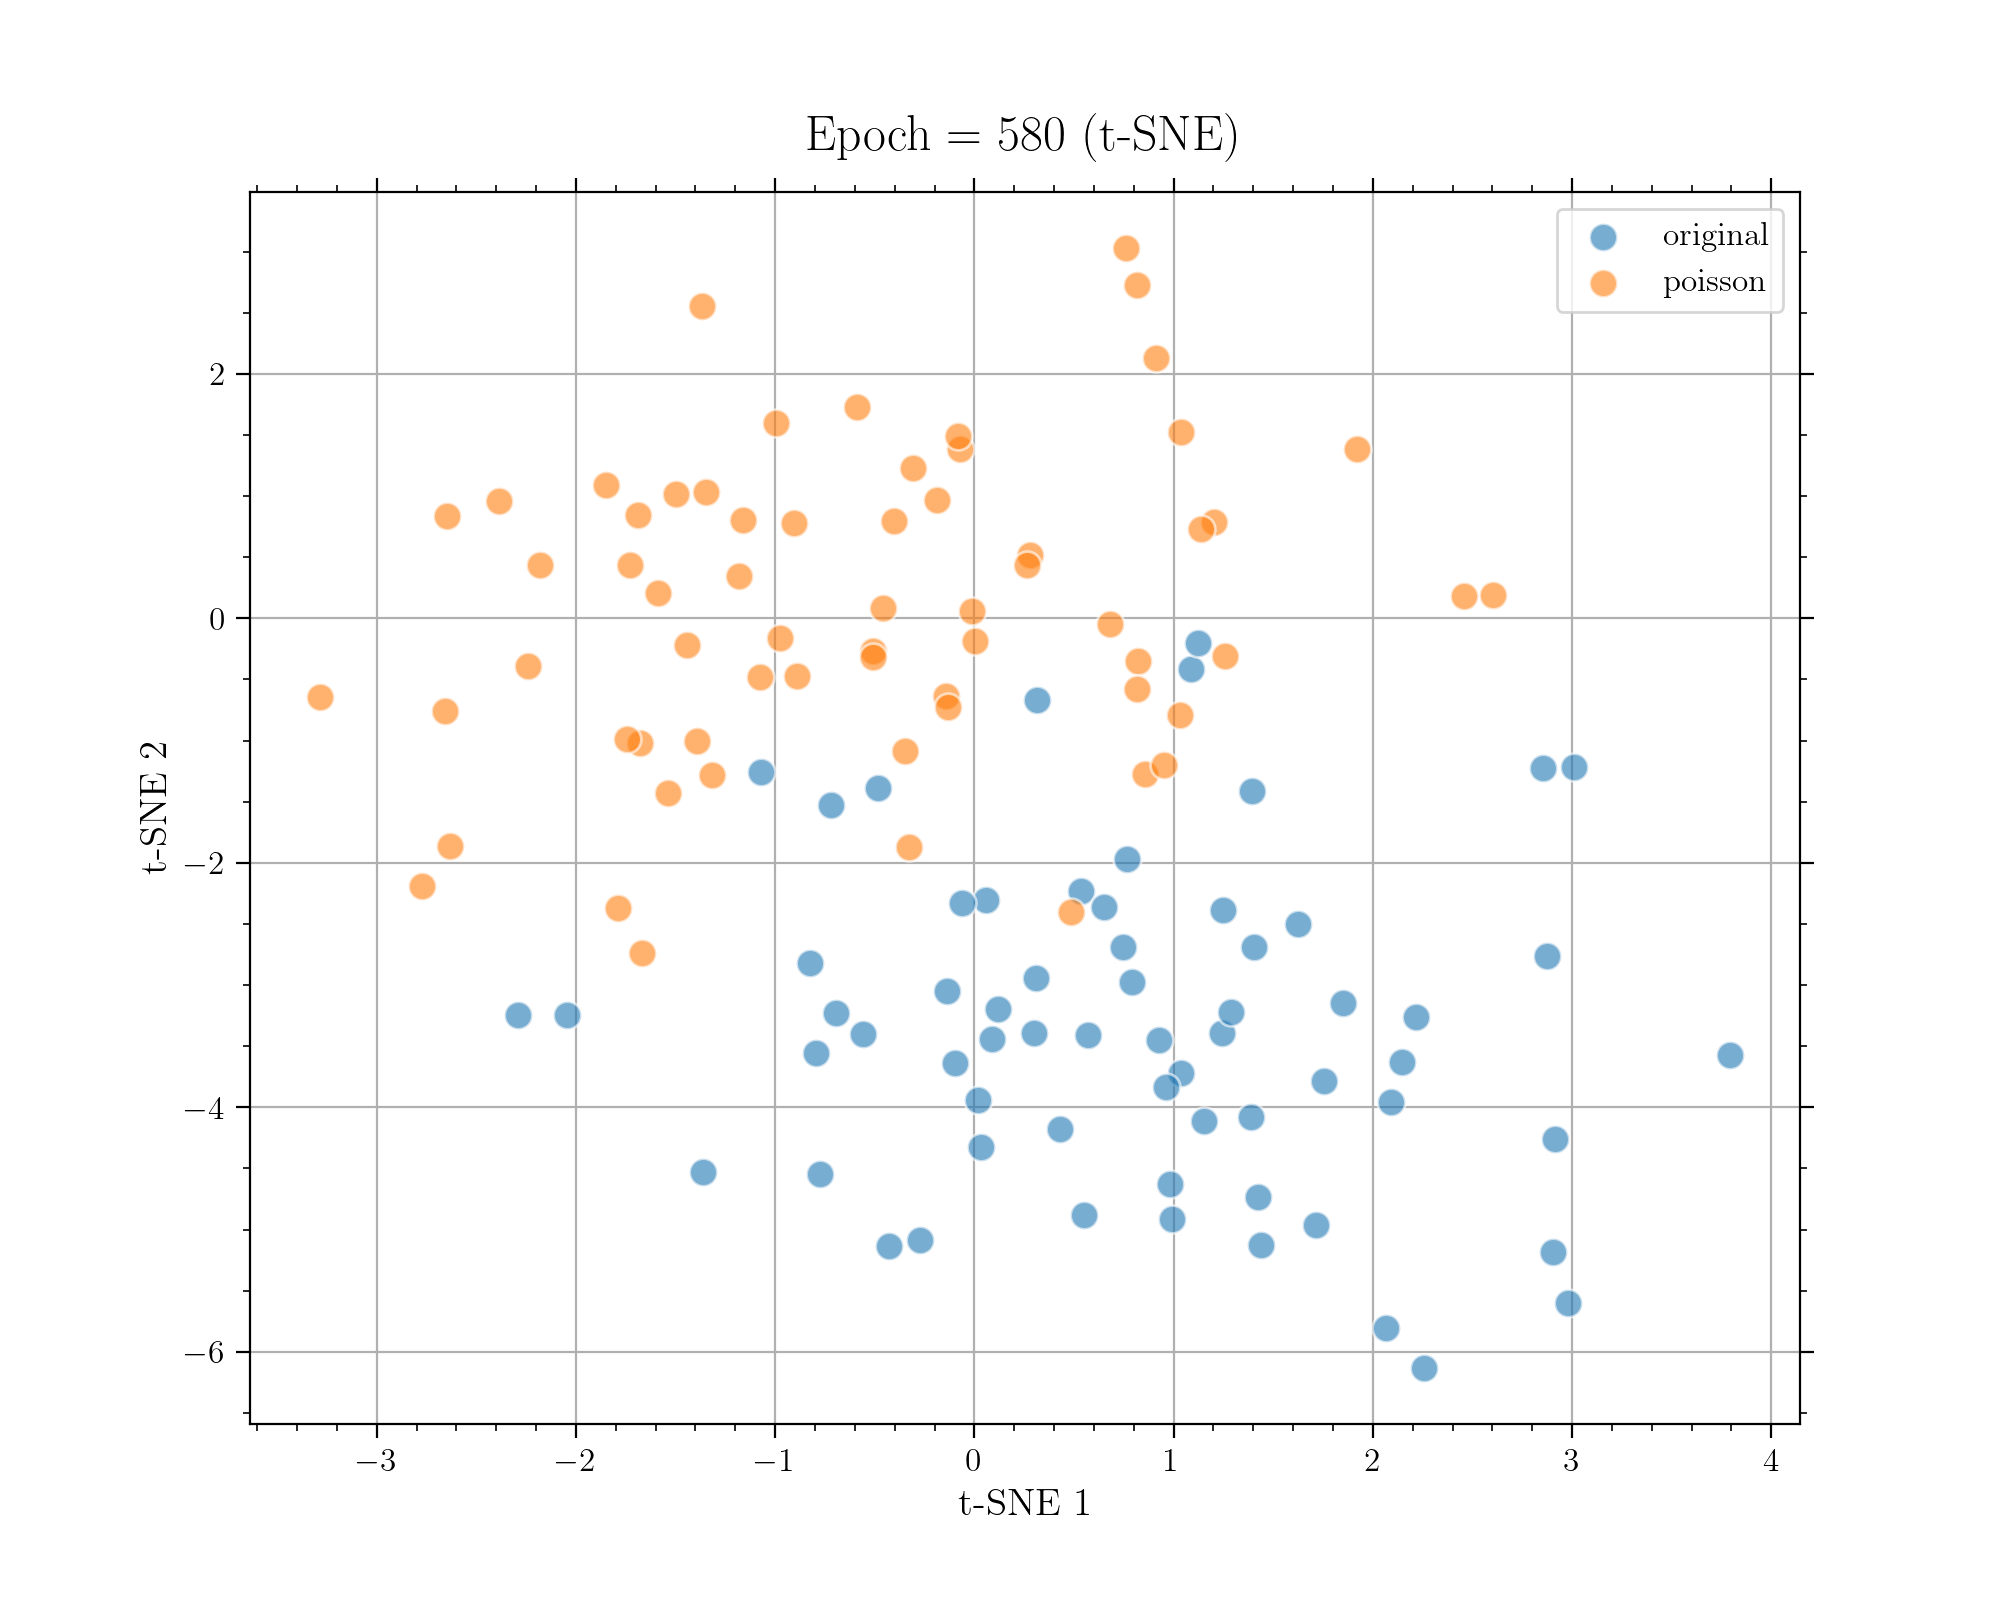 Epoch = 580 (t-SNE)
original
poisson
2
0
−2
−4
−6
t-SNE 2
−3 −2 −1 0 1 2 3 4
t-SNE 1